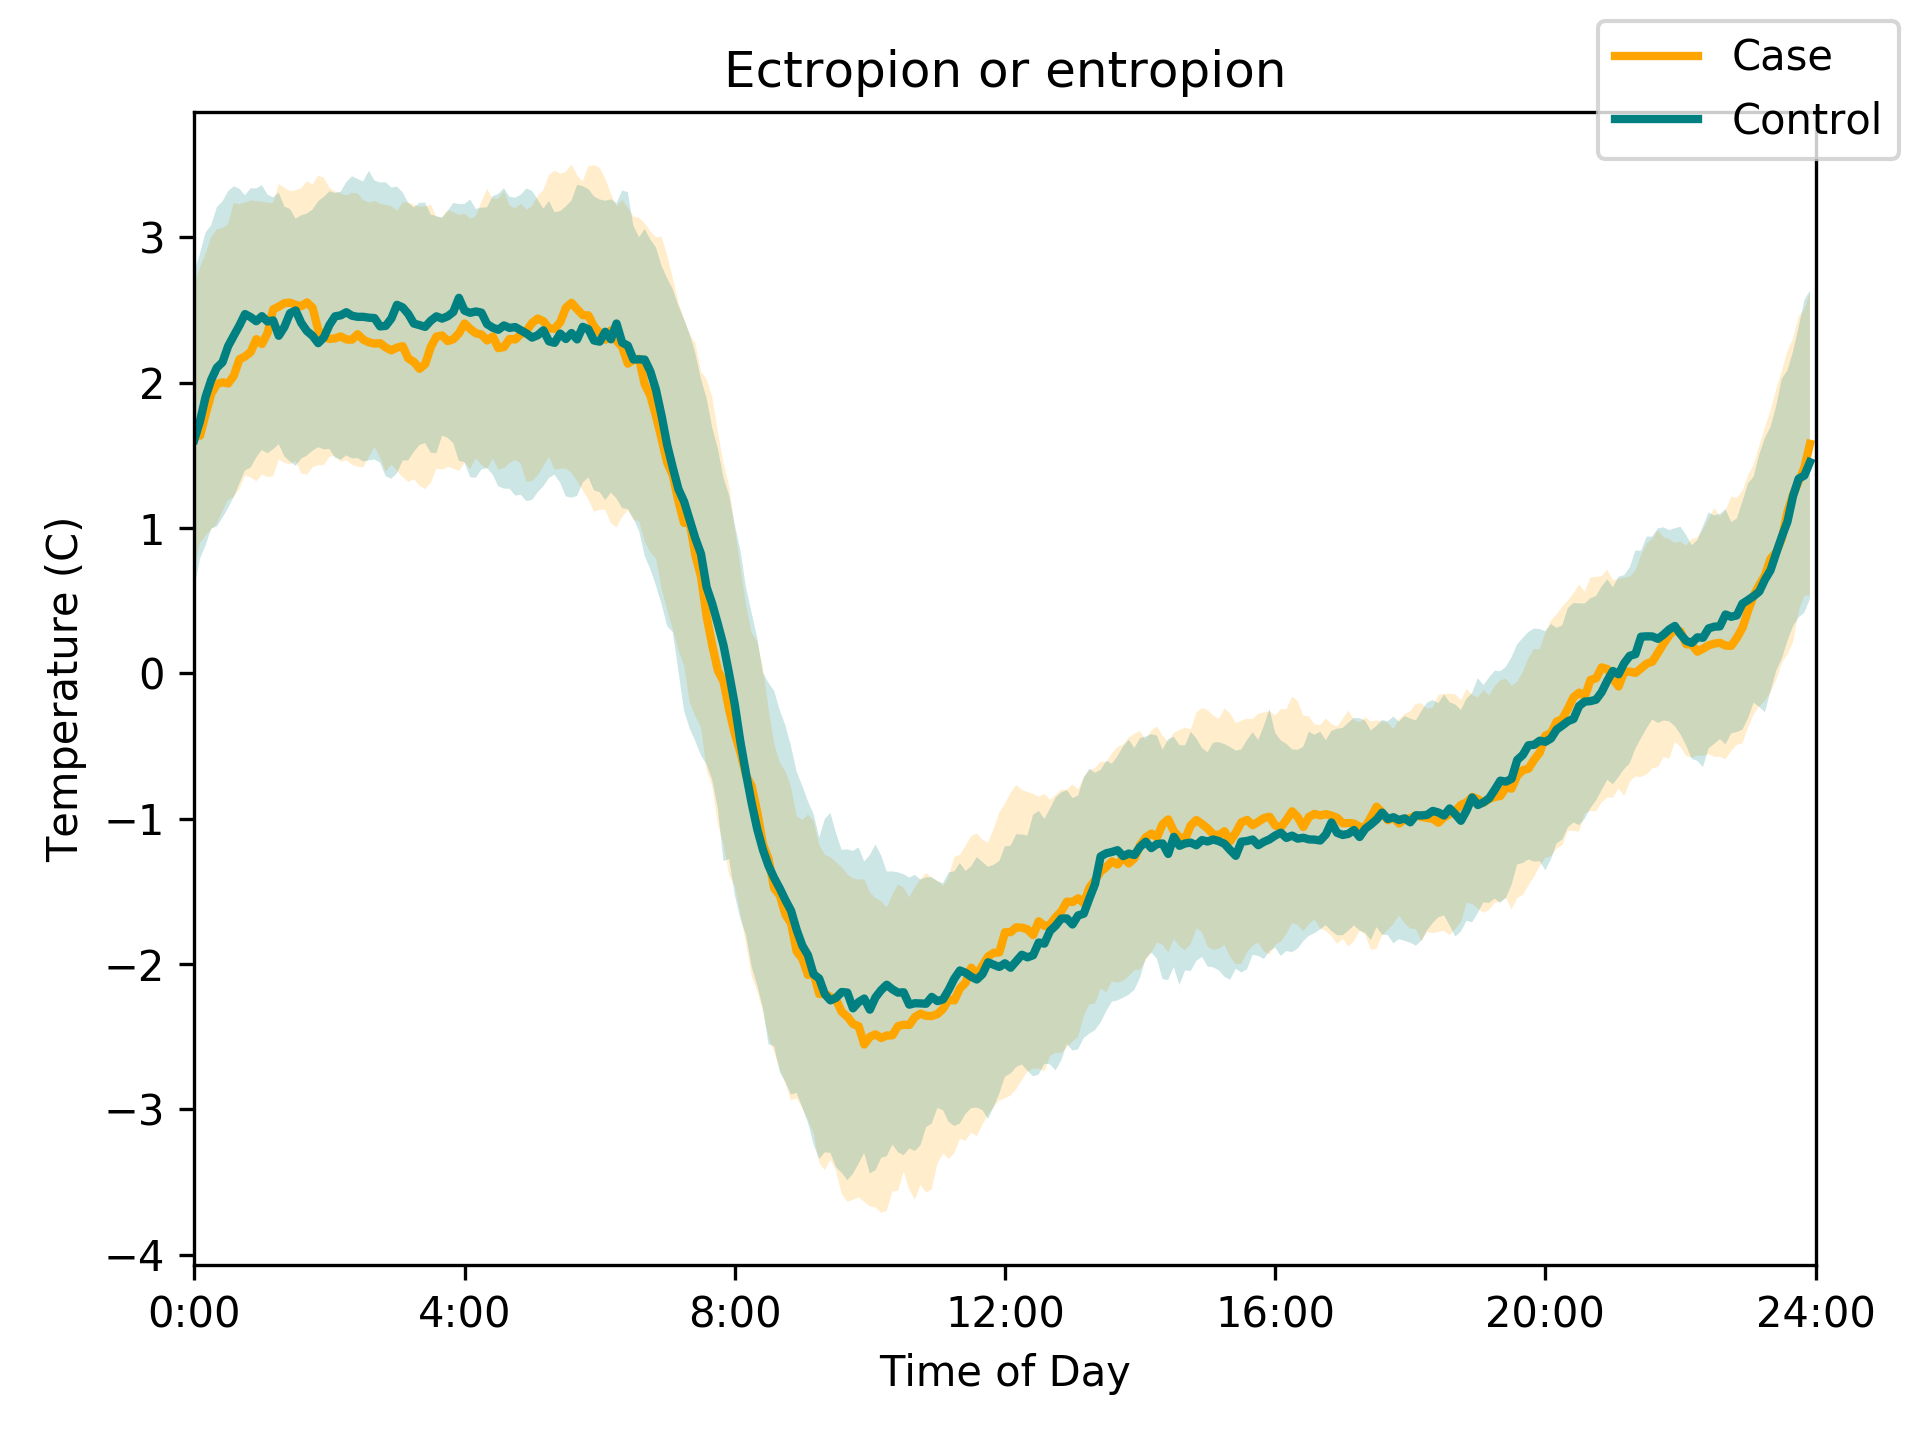 Ectropion or entropion
Case
Control
Temperature (C)
3
2
1
0
−1
−2
−3
−4
0:00 4:00 8:00 12:00 16:00 20:00 24:00
Time of Day